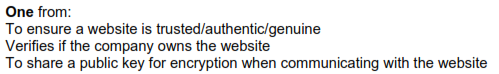 One from:
To ensure a website is trusted/authentic/genuine
Verifies if the company owns the website
To share a public key for encryption when communicating with the website